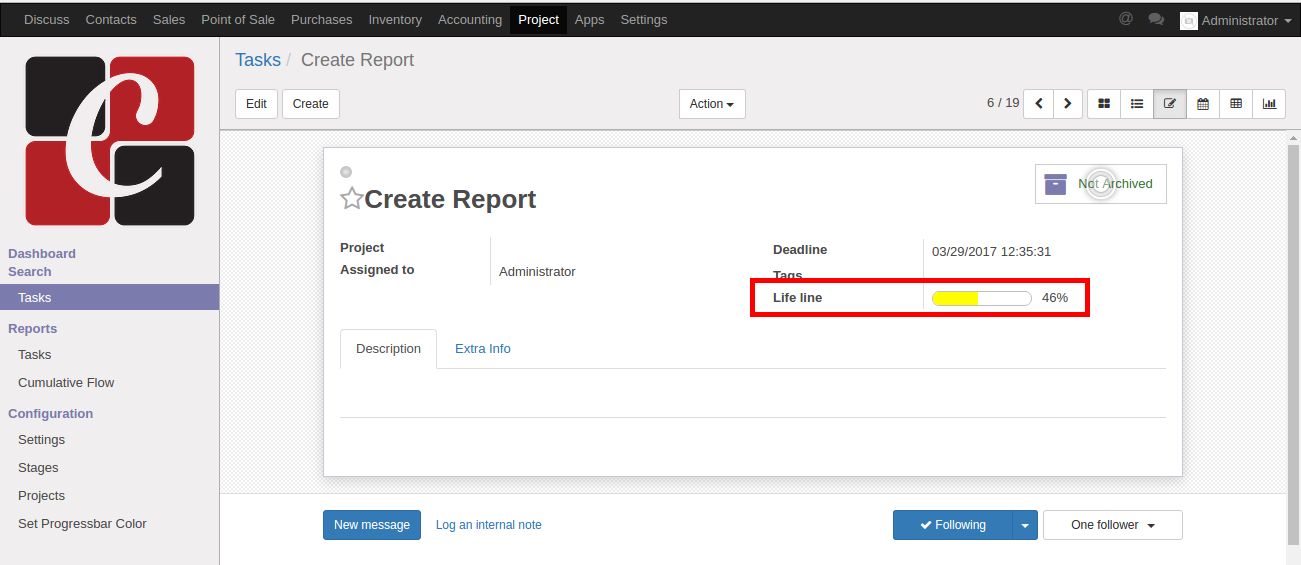 Discuss Contacts Sales Point of Sale Purchases Inventory Accounting Project Apps Settings @ Administrator
C
Tasks / Create Report
Edit Create Action 6 / 19
Dashboard
Search
Tasks
Reports
Tasks
Cumulative Flow
Configuration
Settings
Stages
Projects
Set Progressbar Color
Not Archived
Create Report
Project
Assigned to Administrator
Deadline 03/29/2017 12:35:31
Tags
Life line 46%
Description Extra Info
New message Log an internal note Following One follower